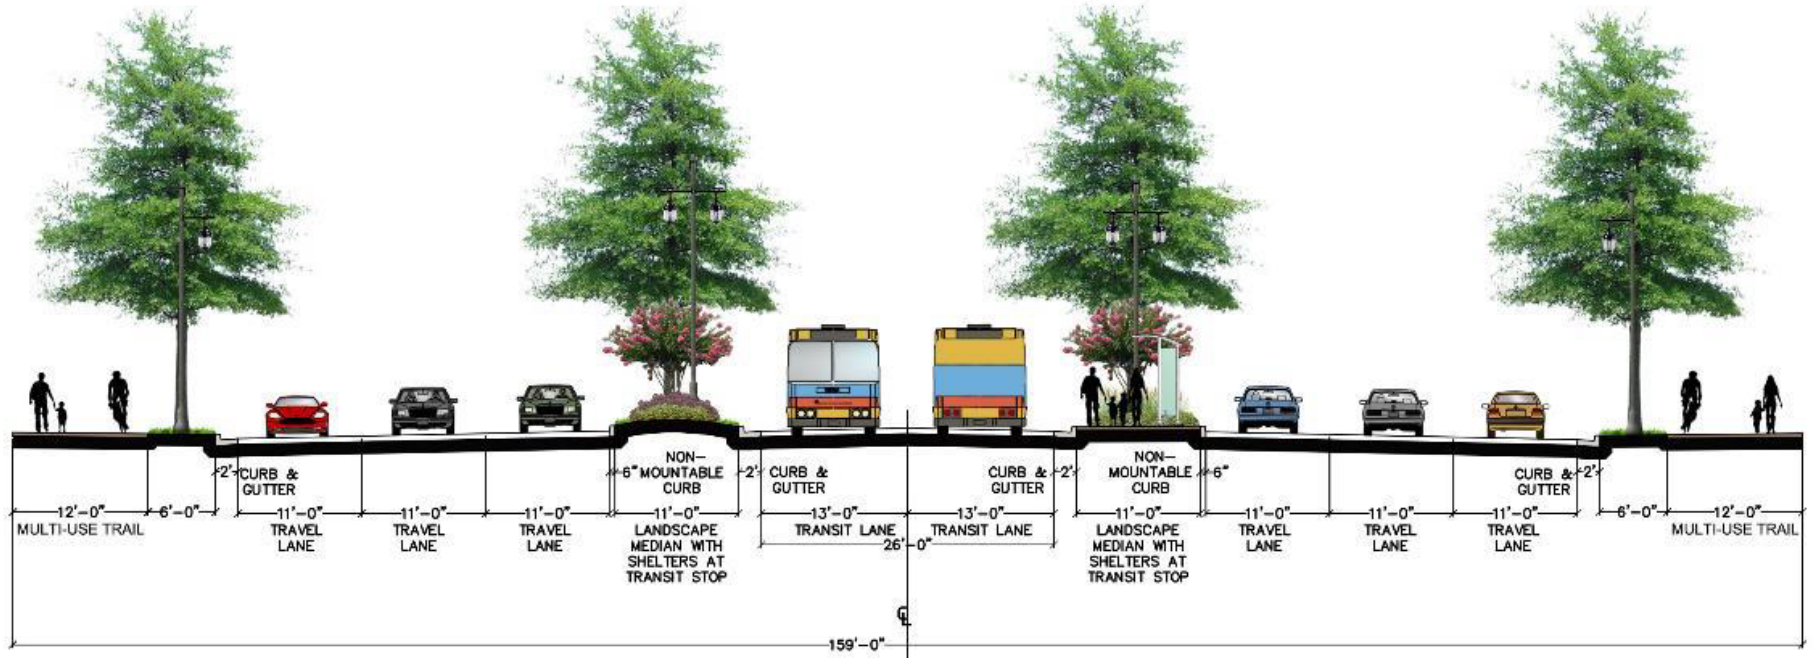 2'
CURB &
GUTTER
6"
NON-
MOUNTABLE
CURB
2'
CURB &
GUTTER
CURB &
GUTTER
2'
NON-
MOUNTABLE
CURB
6"
CURB &
GUTTER
2'
12'-0"
MULTI-USE TRAIL
6'-0"
11'-0"
TRAVEL
LANE
11'-0"
TRAVEL
LANE
11'-0"
TRAVEL
LANE
11'-0"
LANDSCAPE
MEDIAN WITH
SHELTERS AT
TRANSIT STOP
13'-0"
TRANSIT LANE
13'-0"
TRANSIT LANE
26'-0"
11'-0"
LANDSCAPE
MEDIAN WITH
SHELTERS AT
TRANSIT STOP
11'-0"
TRAVEL
LANE
11'-0"
TRAVEL
LANE
11'-0"
TRAVEL
LANE
6'-0"
12'-0"
MULTI-USE TRAIL
℄
159'-0"